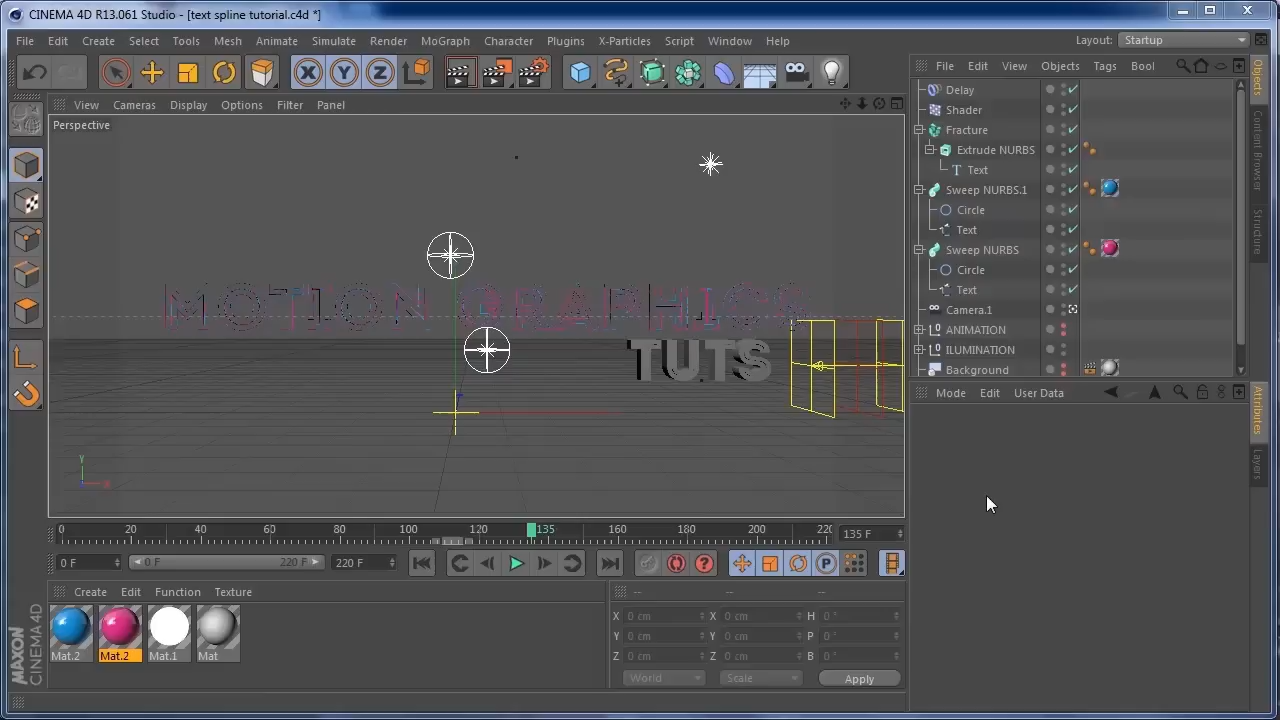 CINEMA 4D R13.061 Studio - [text spline tutorial.c4d *]
File Edit Create Select Tools Mesh Animate Simulate Render MoGraph Character Plugins X-Particles Script Window Help Layout: Startup
X Y Z
File Edit View Objects Tags Bool
View Cameras Display Options Filter Panel
Perspective
Delay
Shader
Fracture
Extrude NURBS
T Text
Sweep NURBS.1
Circle
Text
Sweep NURBS
Circle
Text
Camera.1
ANIMATION
ILUMINATION
Background
Objects
Content Browser
Structure
MOTION GRAPHICS
TUTS
Y
X
Mode Edit User Data
Attributes
Layers
0 20 40 60 80 100 120 135 160 180 200 220 135 F
0 F 0 F 220 F 220 F
Create Edit Function Texture
Mat.2 Mat.2 Mat.1 Mat
-- -- --
X 0 cm X 0 cm H 0 °
Y 0 cm Y 0 cm P 0 °
Z 0 cm Z 0 cm B 0 °
World Scale Apply
MAXON
CINEMA 4D